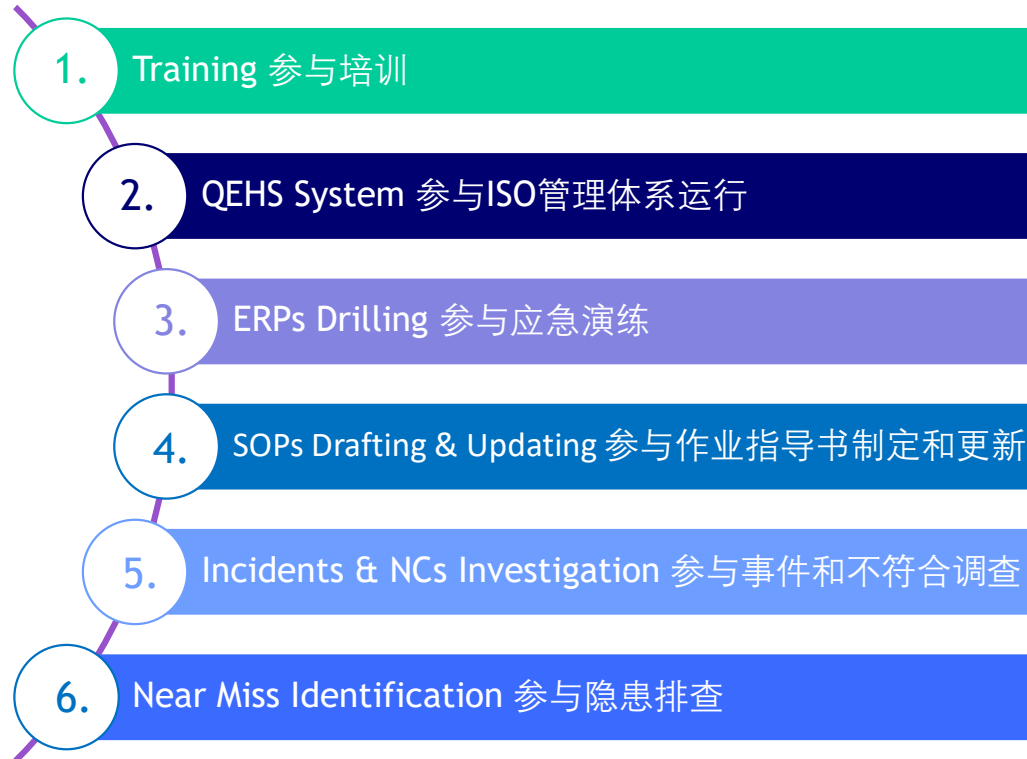 1. Training 参与培训
2. QEHS System 参与ISO管理体系运行
3. ERPs Drilling 参与应急演练
4. SOPs Drafting & Updating 参与作业指导书制定和更新
5. Incidents & NCs Investigation 参与事件和不符合调查
6. Near Miss Identification 参与隐患排查